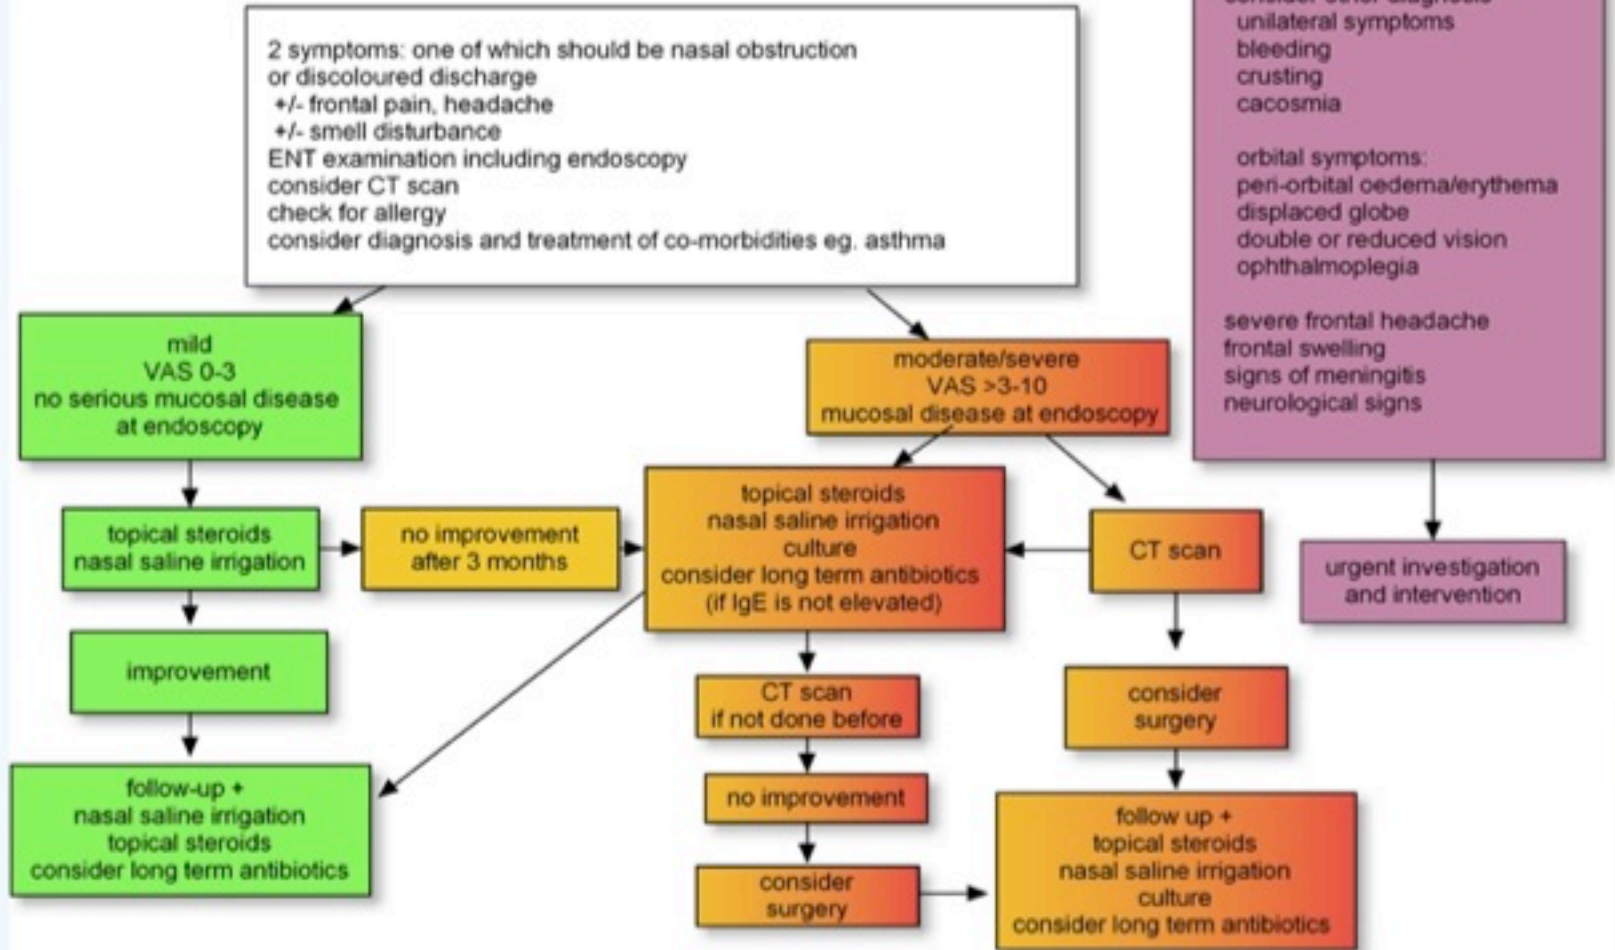 2 symptoms: one of which should be nasal obstruction
or discoloured discharge
+/- frontal pain, headache
+/- smell disturbance
ENT examination including endoscopy
consider CT scan
check for allergy
consider diagnosis and treatment of co-morbidities eg. asthma
consider other diagnosis
unilateral symptoms
bleeding
crusting
cacosmia
orbital symptoms:
peri-orbital oedema/erythema
displaced globe
double or reduced vision
ophthalmoplegia
severe frontal headache
frontal swelling
signs of meningitis
neurological signs
mild
VAS 0-3
no serious mucosal disease
at endoscopy
moderate/severe
VAS >3-10
mucosal disease at endoscopy
topical steroids
nasal saline irrigation
no improvement
after 3 months
topical steroids
nasal saline irrigation
culture
consider long term antibiotics
(if IgE is not elevated)
CT scan
urgent investigation
and intervention
improvement
CT scan
if not done before
consider
surgery
follow-up +
nasal saline irrigation
topical steroids
consider long term antibiotics
no improvement
consider
surgery
follow up +
topical steroids
nasal saline irrigation
culture
consider long term antibiotics